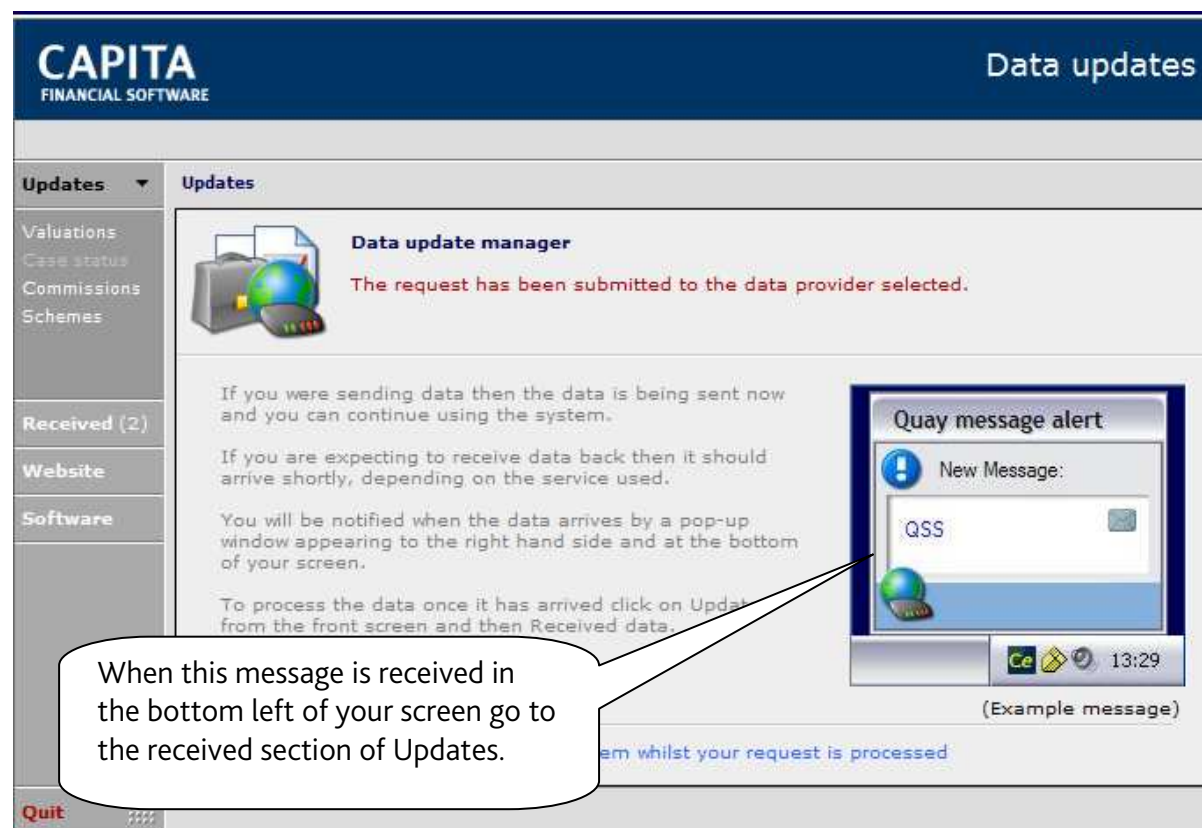 CAPITA
FINANCIAL SOFTWARE
Data updates
Updates
Updates
Valuations
Case status
Commissions
Schemes
Received (2)
Website
Software
Quit
Data update manager
The request has been submitted to the data provider selected.
If you were sending data then the data is being sent now
and you can continue using the system.
If you are expecting to receive data back then it should
arrive shortly, depending on the service used.
You will be notified when the data arrives by a pop-up
window appearing to the right hand side and at the bottom
of your screen.
To process the data once it has arrived click on
from the front screen and then Received data.
Quay message alert
New Message:
QSS
Ce
13:29
(Example message)
When this message is received in
the bottom left of your screen go to
the received section of Updates.
whilst your request is processed